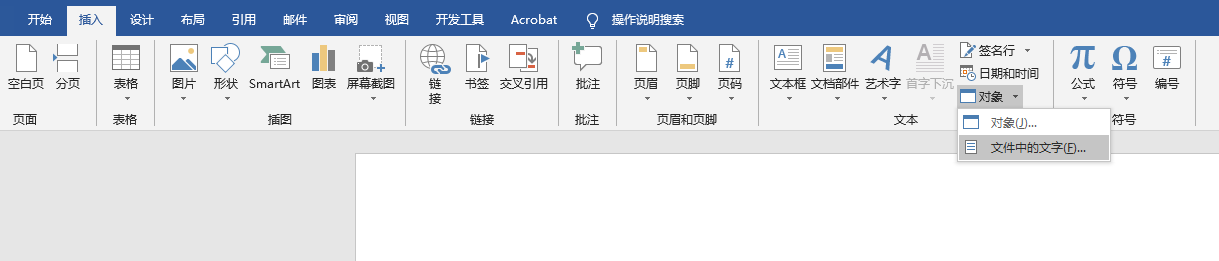 开始 插入 设计 布局 引用 邮件 审阅 视图 开发工具 Acrobat 操作说明搜索
空白页 分页 表格 图片 形状 SmartArt 图表 屏幕截图 链接 书签 交叉引用 批注 页眉 页脚 页码 文本框 文档部件 艺术字 首字下沉 签名行
日期和时间
对象
公式 符号 编号
页面 表格 插图 链接 批注 页眉和页脚 文本 符号
对象(J)...
文件中的文字(F)...